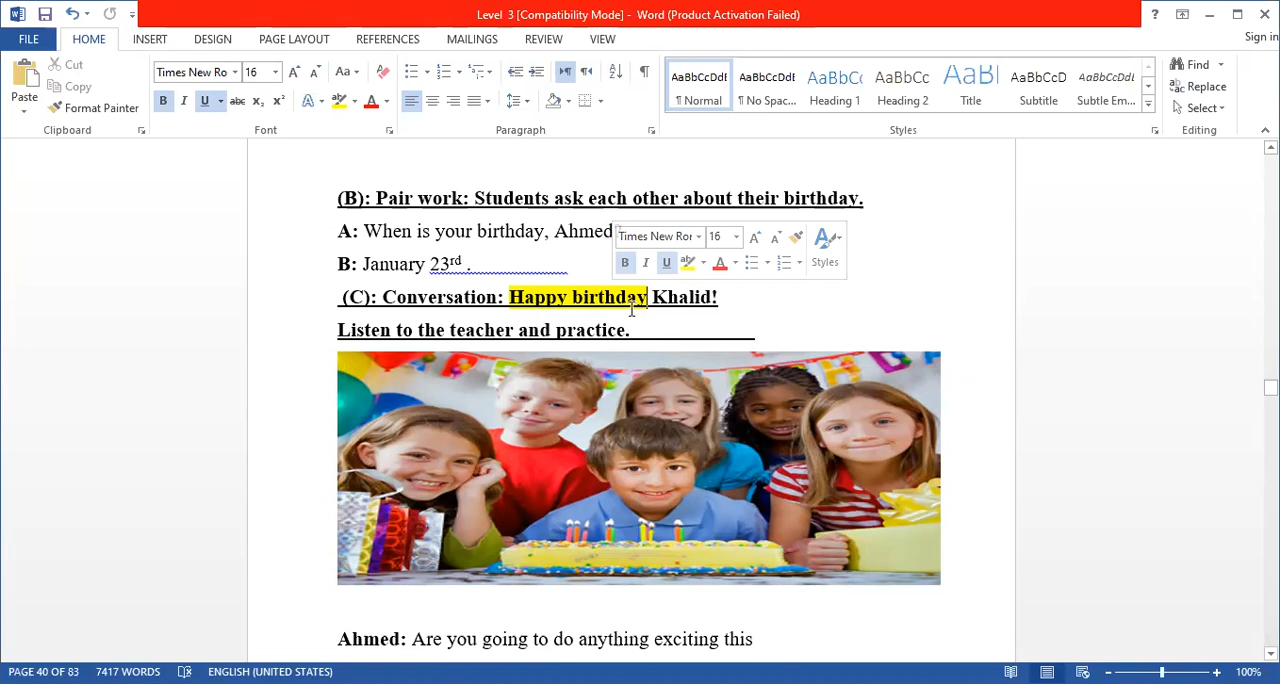 Level 3 [Compatibility Mode] - Word (Product Activation Failed)
FILE HOME INSERT DESIGN PAGE LAYOUT REFERENCES MAILINGS REVIEW VIEW
Sign in
Paste
Cut
Copy
Format Painter
Clipboard
Times New Ro 16
Font
Paragraph
AaBbCcDdE AaBbCcDdE AaBbCc AaBbCcD AaBb AaBbCcD AaBbCcDdE
¶ Normal ¶ No Spac... Heading 1 Heading 2 Title Subtitle Subtle Em...
Styles
Find
Replace
Select
Editing
(B): Pair work: Students ask each other about their birthday.
A: When is your birthday, Ahmed
Times New Ror 16
Styles
B: January 23rd .
(C): Conversation: Happy birthday Khalid!
Listen to the teacher and practice.
Ahmed: Are you going to do anything exciting this
PAGE 40 OF 83 7417 WORDS ENGLISH (UNITED STATES) 100%